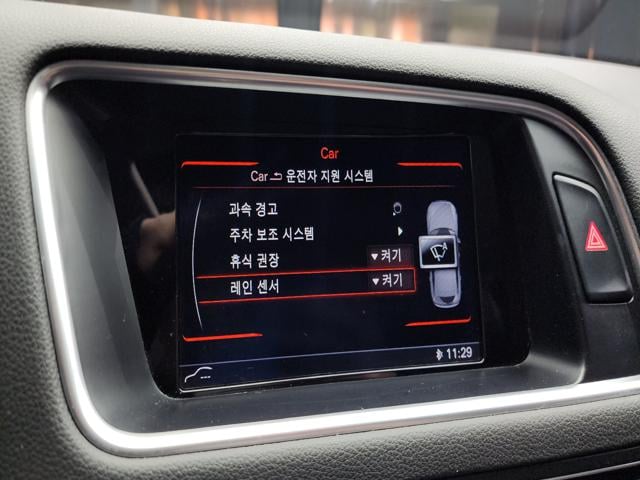 Car
Car 운전자 지원 시스템
과속 경고
주차 보조 시스템
휴식 권장 켜기
레인 센서 켜기
A
11:29
---